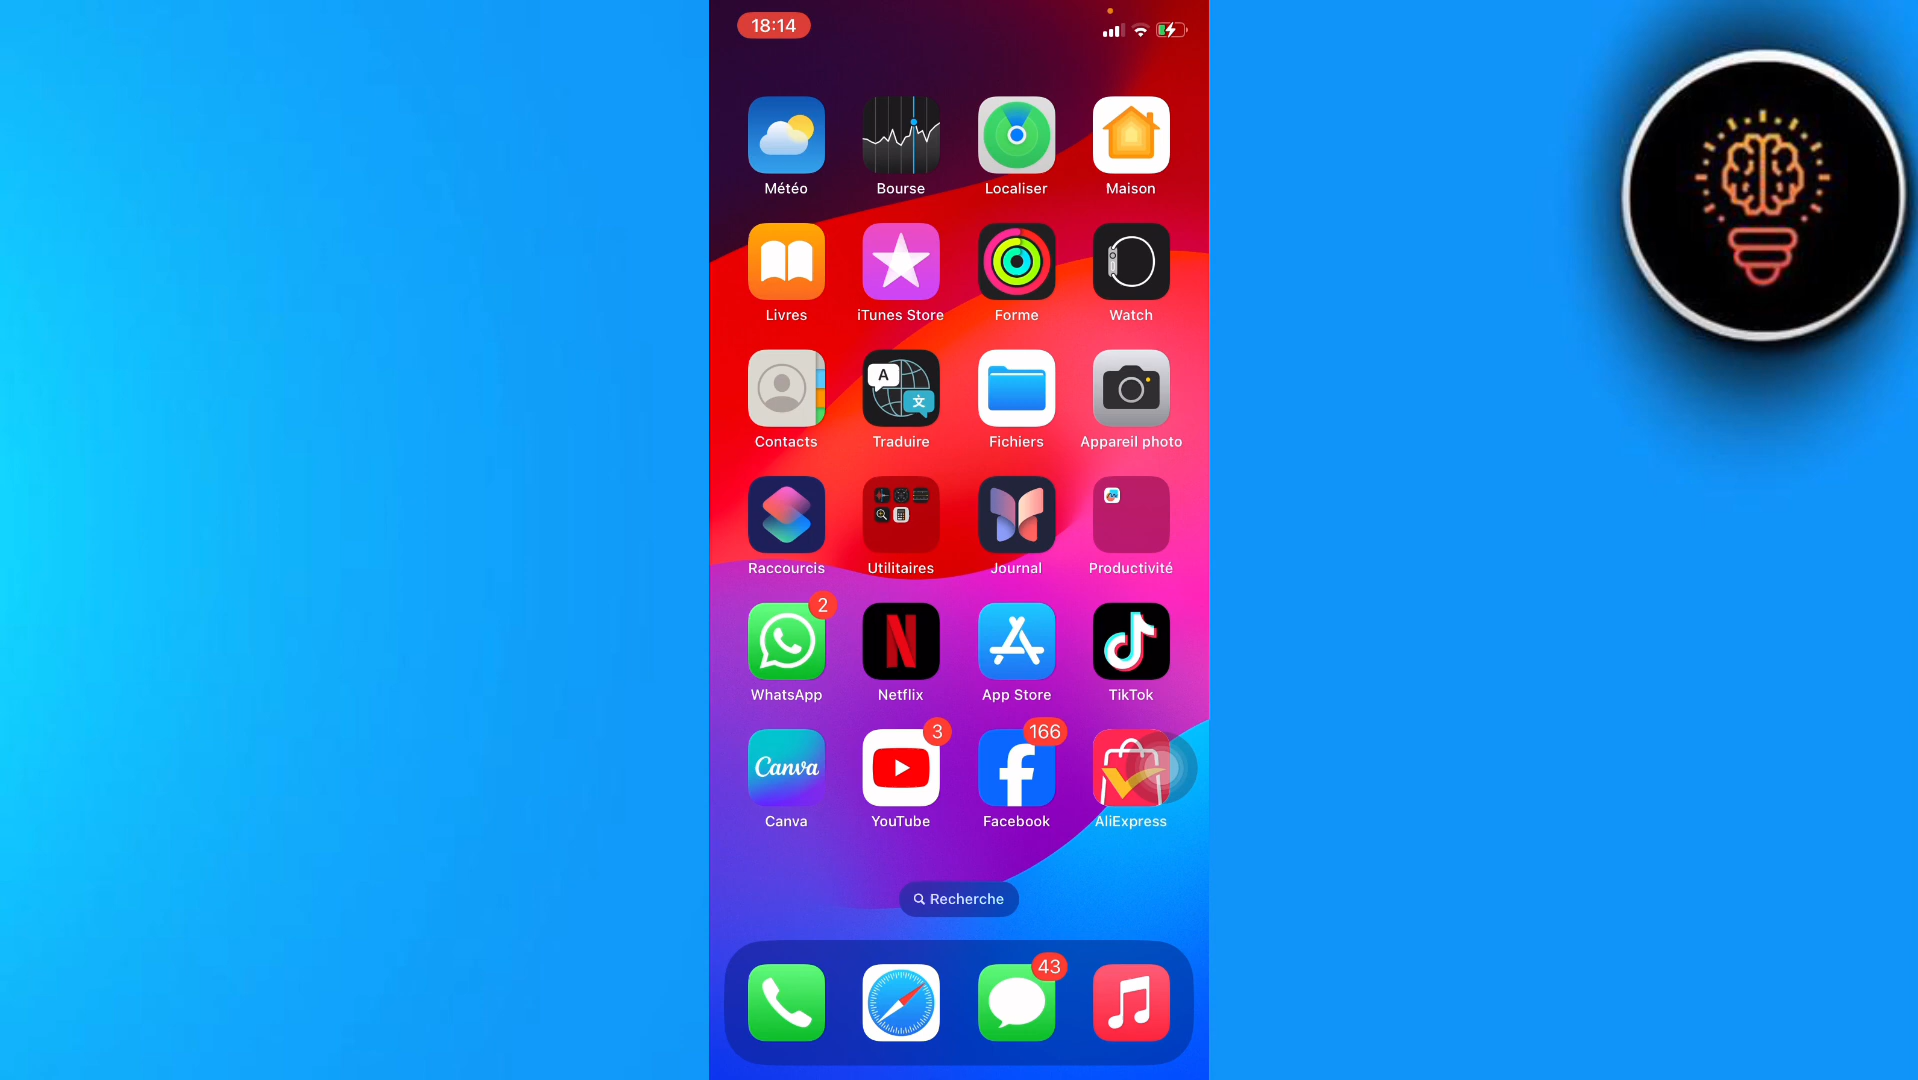 18:14
Météo Bourse Localiser Maison
Livres iTunes Store Forme Watch
A 文
Contacts Traduire Fichiers Appareil photo
Raccourcis Utilitaires Journal Productivité
2
WhatsApp Netflix App Store TikTok
3 166
Canva
Canva YouTube Facebook AliExpress
Recherche
43